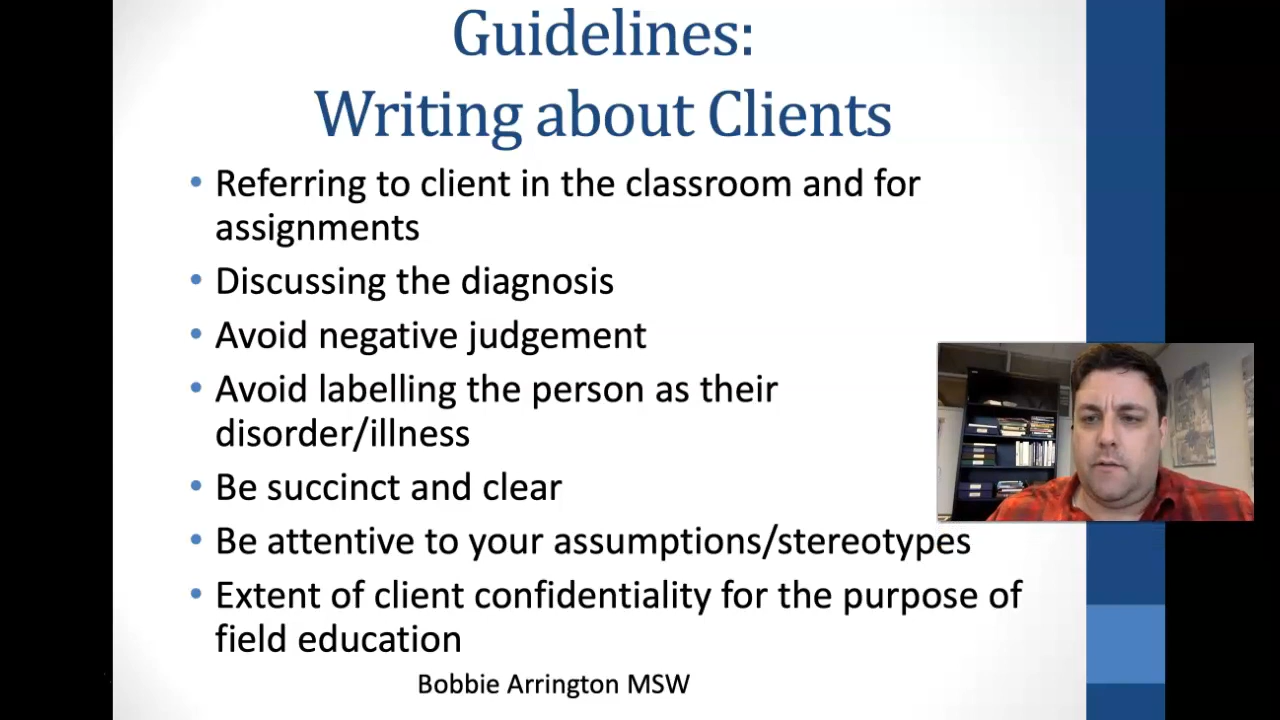 Guidelines:
Writing about Clients
• Referring to client in the classroom and for
assignments
• Discussing the diagnosis
• Avoid negative judgement
• Avoid labelling the person as their
disorder/illness
• Be succinct and clear
• Be attentive to your assumptions/stereotypes
• Extent of client confidentiality for the purpose of
field education
Bobbie Arrington MSW